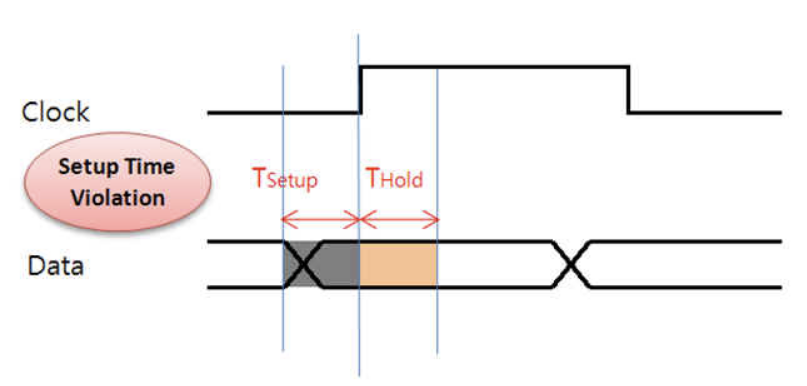 Clock
Setup Time
Violation
TSetup
THold
Data